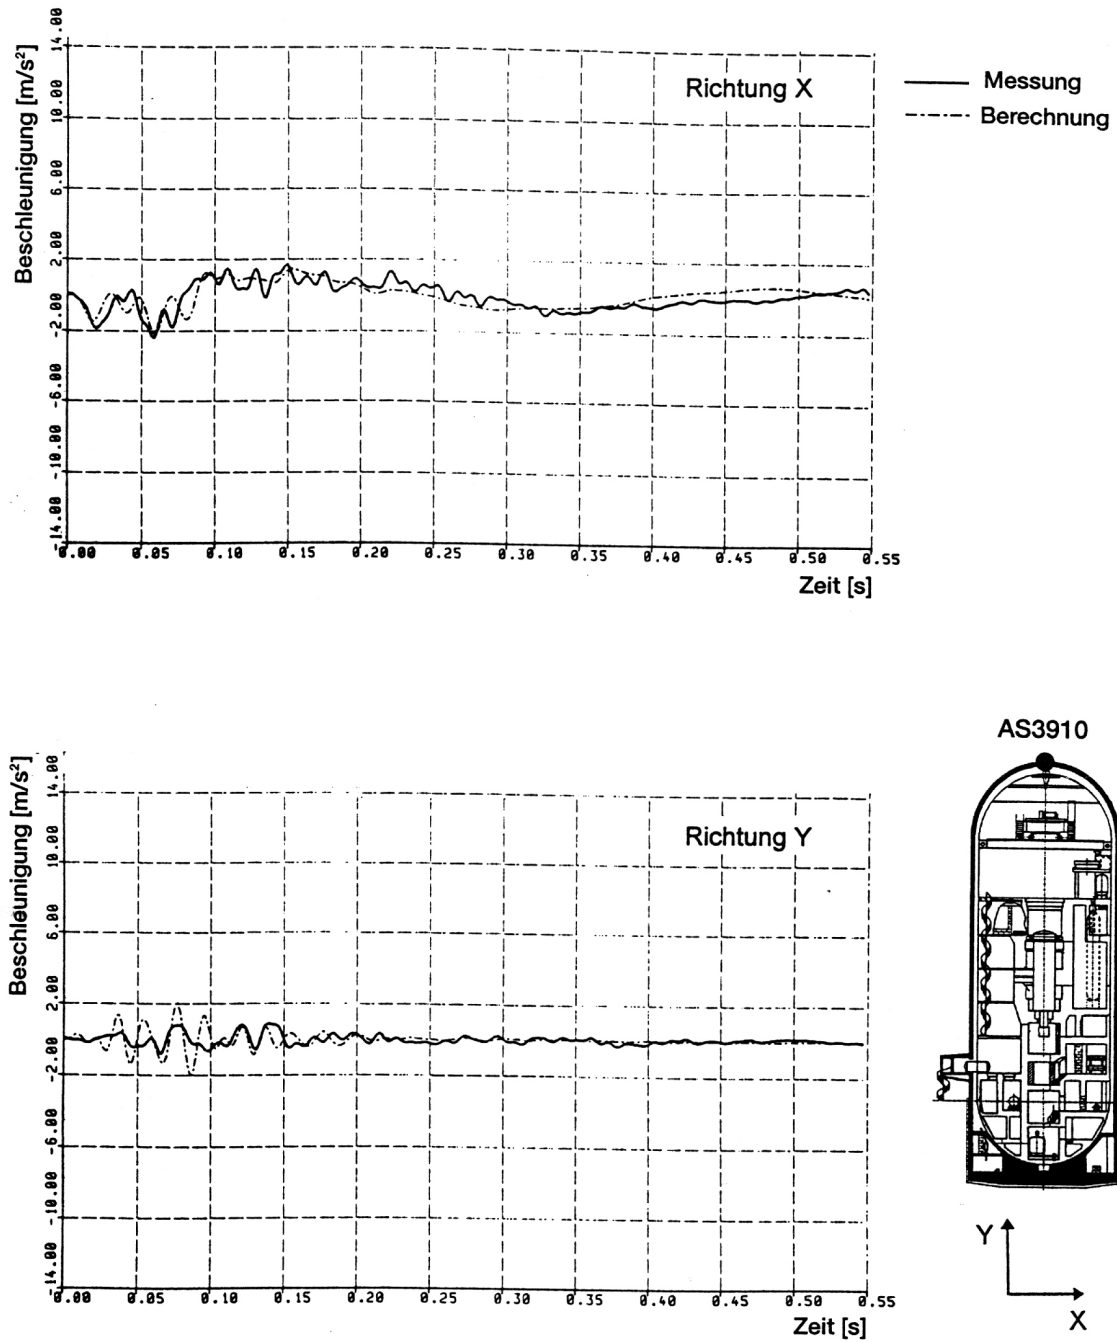 14.00
10.00
6.00
2.00
-2.00
-6.00
-10.00
-14.00
Beschleunigung [m/s²]
Richtung X
Messung
Berechnung
0.00 0.05 0.10 0.15 0.20 0.25 0.30 0.35 0.40 0.45 0.50 0.55
Zeit [s]
AS3910
14.00
10.00
6.00
2.00
-2.00
-6.00
-10.00
-14.00
Beschleunigung [m/s²]
Richtung Y
0.00 0.05 0.10 0.15 0.20 0.25 0.30 0.35 0.40 0.45 0.50 0.55
Zeit [s]
Y
X